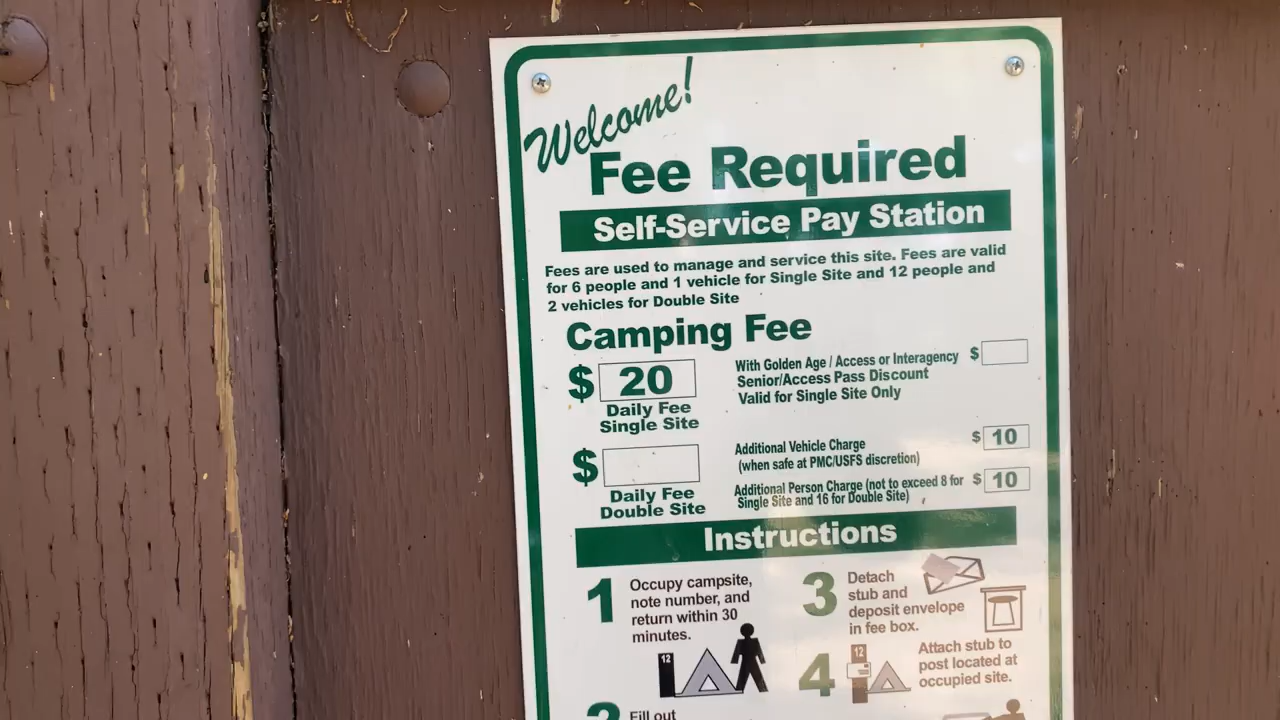 Welcome!
Fee Required
Self-Service Pay Station
Fees are used to manage and service this site. Fees are valid
for 6 people and 1 vehicle for Single Site and 12 people and
2 vehicles for Double Site
Camping Fee
$ 20
Daily Fee
Single Site
With Golden Age / Access or Interagency $
Senior/Access Pass Discount
Valid for Single Site Only
$
Daily Fee
Double Site
Additional Vehicle Charge $ 10
(when safe at PMC/USFS discretion)
Additional Person Charge (not to exceed 8 for $ 10
Single Site and 16 for Double Site)
Instructions
1 Occupy campsite,
note number, and
return within 30
minutes.
12
2 Fill out
3 Detach
stub and
deposit envelope
in fee box.
4 Attach stub to
post located at
occupied site.
12